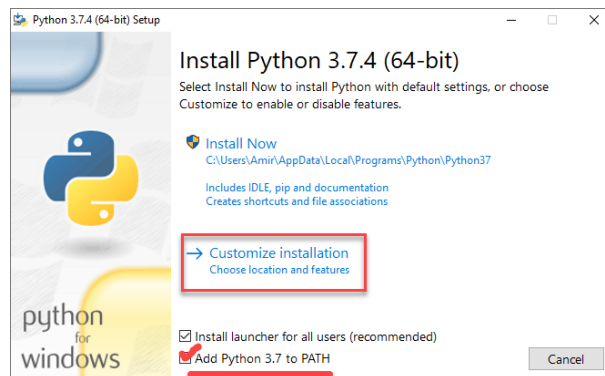 Python 3.7.4 (64-bit) Setup
Install Python 3.7.4 (64-bit)
Select Install Now to install Python with default settings, or choose
Customize to enable or disable features.
Install Now
C:\Users\Amir\AppData\Local\Programs\Python\Python37
Includes IDLE, pip and documentation
Creates shortcuts and file associations
Customize installation
Choose location and features
python
for
windows
Install launcher for all users (recommended)
Add Python 3.7 to PATH
Cancel